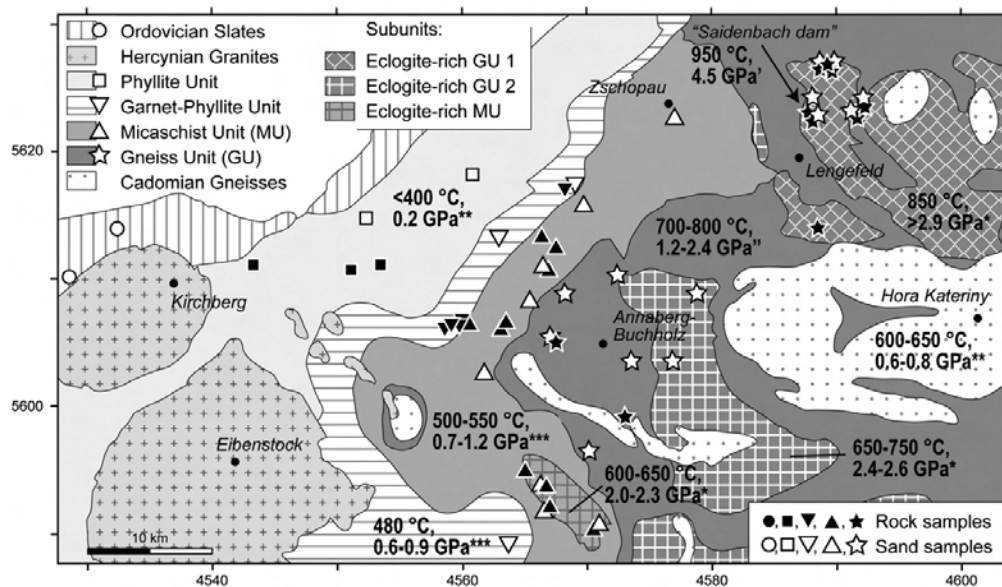 Ordovician Slates
Hercynian Granites
Phyllite Unit
Garnet-Phyllite Unit
Micaschist Unit (MU)
Gneiss Unit (GU)
Cadomian Gneisses
Subunits:
Eclogite-rich GU 1
Eclogite-rich GU 2
Eclogite-rich MU
"Saidenbach dam"
950 °C,
4.5 GPa'
Zschopau
5620
Lengefeld
<400 °C,
0.2 GPa**
850 °C
>2.9 GPa*
700-800 °C,
1.2-2.4 GPa"
Kirchberg
Hora Kateriny
Annaberg-
Buchholz
600-650 °C,
0.6-0.8 GPa**
5600
Eibenstock
500-550 °C,
0.7-1.2 GPa***
600-650 °C,
2.0-2.3 GPa*
650-750 °C,
2.4-2.6 GPa*
480 °C,
0.6-0.9 GPa***
10 km
Rock samples
Sand samples
4540
4560
4580
4600